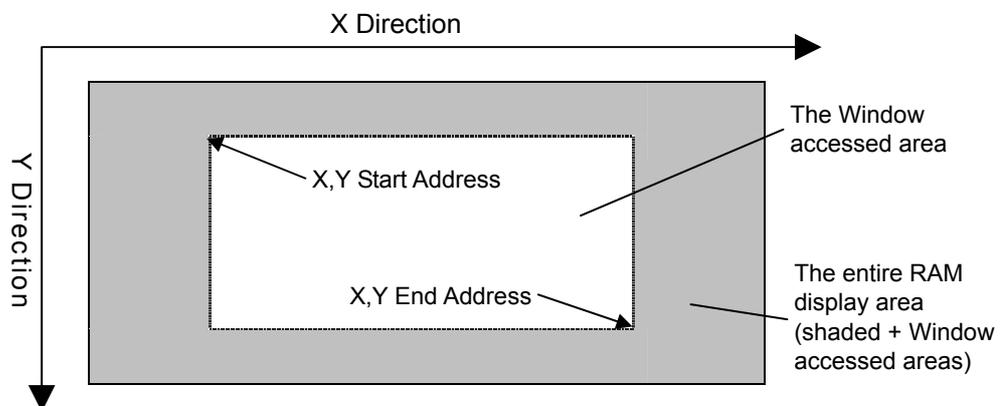 X Direction
The Window
accessed area
Y Direction
X,Y Start Address
X,Y End Address
The entire RAM
display area
(shaded + Window
accessed areas)